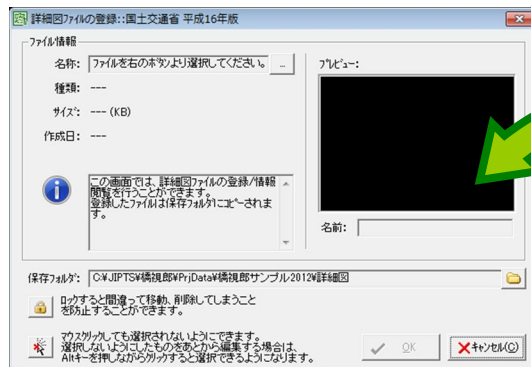 詳細図ﾌｧｲﾙの登録::国土交通省 平成16年版
ファイル情報
名称: ファイルを右のボタンより選択してください。 ...
種類: ---
サイズ: --- (KB)
作成日: ---
この画面では、詳細図ファイルの登録/情報
閲覧を行うことができます。
登録したファイルは保存フォルダにコピーされま
す。
プレビュー:
名前:
保存フォルダ: C:¥JIPTS¥橋視郎¥PrjData¥橋視郎サンプル2012¥詳細図
ロックすると間違って移動、削除してしまうこと
を防止することができます。
マウスクリックしても選択されないようにできます。
選択しないようにしたものをあとから編集する場合は、
Altキーを押しながらクリックすると選択できるようになります。
OK
キャンセル(C)